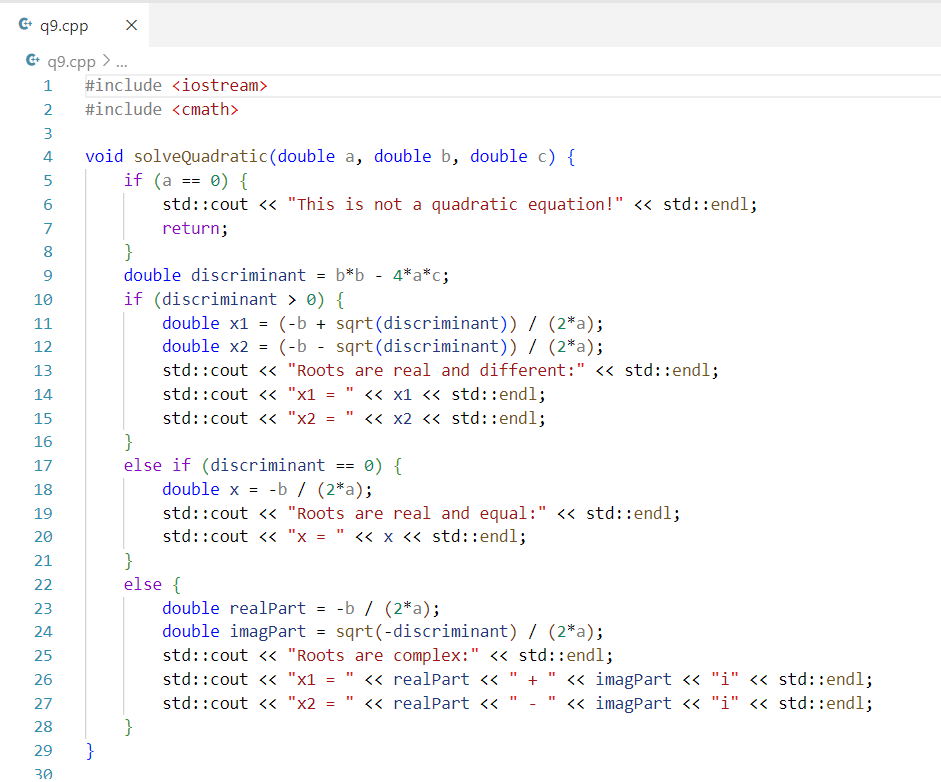 q9.cpp
q9.cpp > ...
1 #include <iostream>
2 #include <cmath>
3
4 void solveQuadratic(double a, double b, double c) {
5     if (a == 0) {
6         std::cout << "This is not a quadratic equation!" << std::endl;
7         return;
8     }
9     double discriminant = b*b - 4*a*c;
10     if (discriminant > 0) {
11         double x1 = (-b + sqrt(discriminant)) / (2*a);
12         double x2 = (-b - sqrt(discriminant)) / (2*a);
13         std::cout << "Roots are real and different:" << std::endl;
14         std::cout << "x1 = " << x1 << std::endl;
15         std::cout << "x2 = " << x2 << std::endl;
16     }
17     else if (discriminant == 0) {
18         double x = -b / (2*a);
19         std::cout << "Roots are real and equal:" << std::endl;
20         std::cout << "x = " << x << std::endl;
21     }
22     else {
23         double realPart = -b / (2*a);
24         double imagPart = sqrt(-discriminant) / (2*a);
25         std::cout << "Roots are complex:" << std::endl;
26         std::cout << "x1 = " << realPart << " + " << imagPart << "i" << std::endl;
27         std::cout << "x2 = " << realPart << " - " << imagPart << "i" << std::endl;
28     }
29 }
30